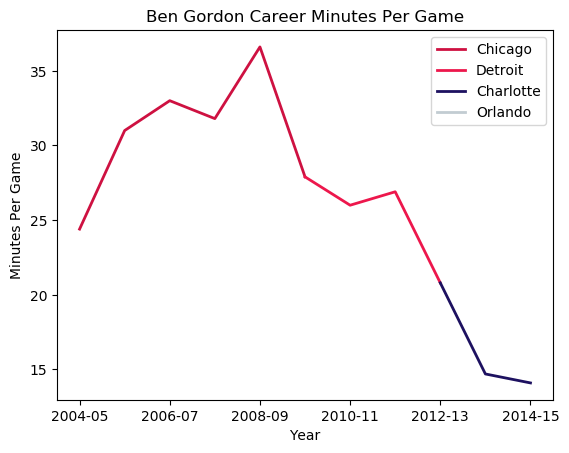 Ben Gordon Career Minutes Per Game
Chicago
Detroit
Charlotte
Orlando
Minutes Per Game
35
30
25
20
15
2004-05 2006-07 2008-09 2010-11 2012-13 2014-15
Year